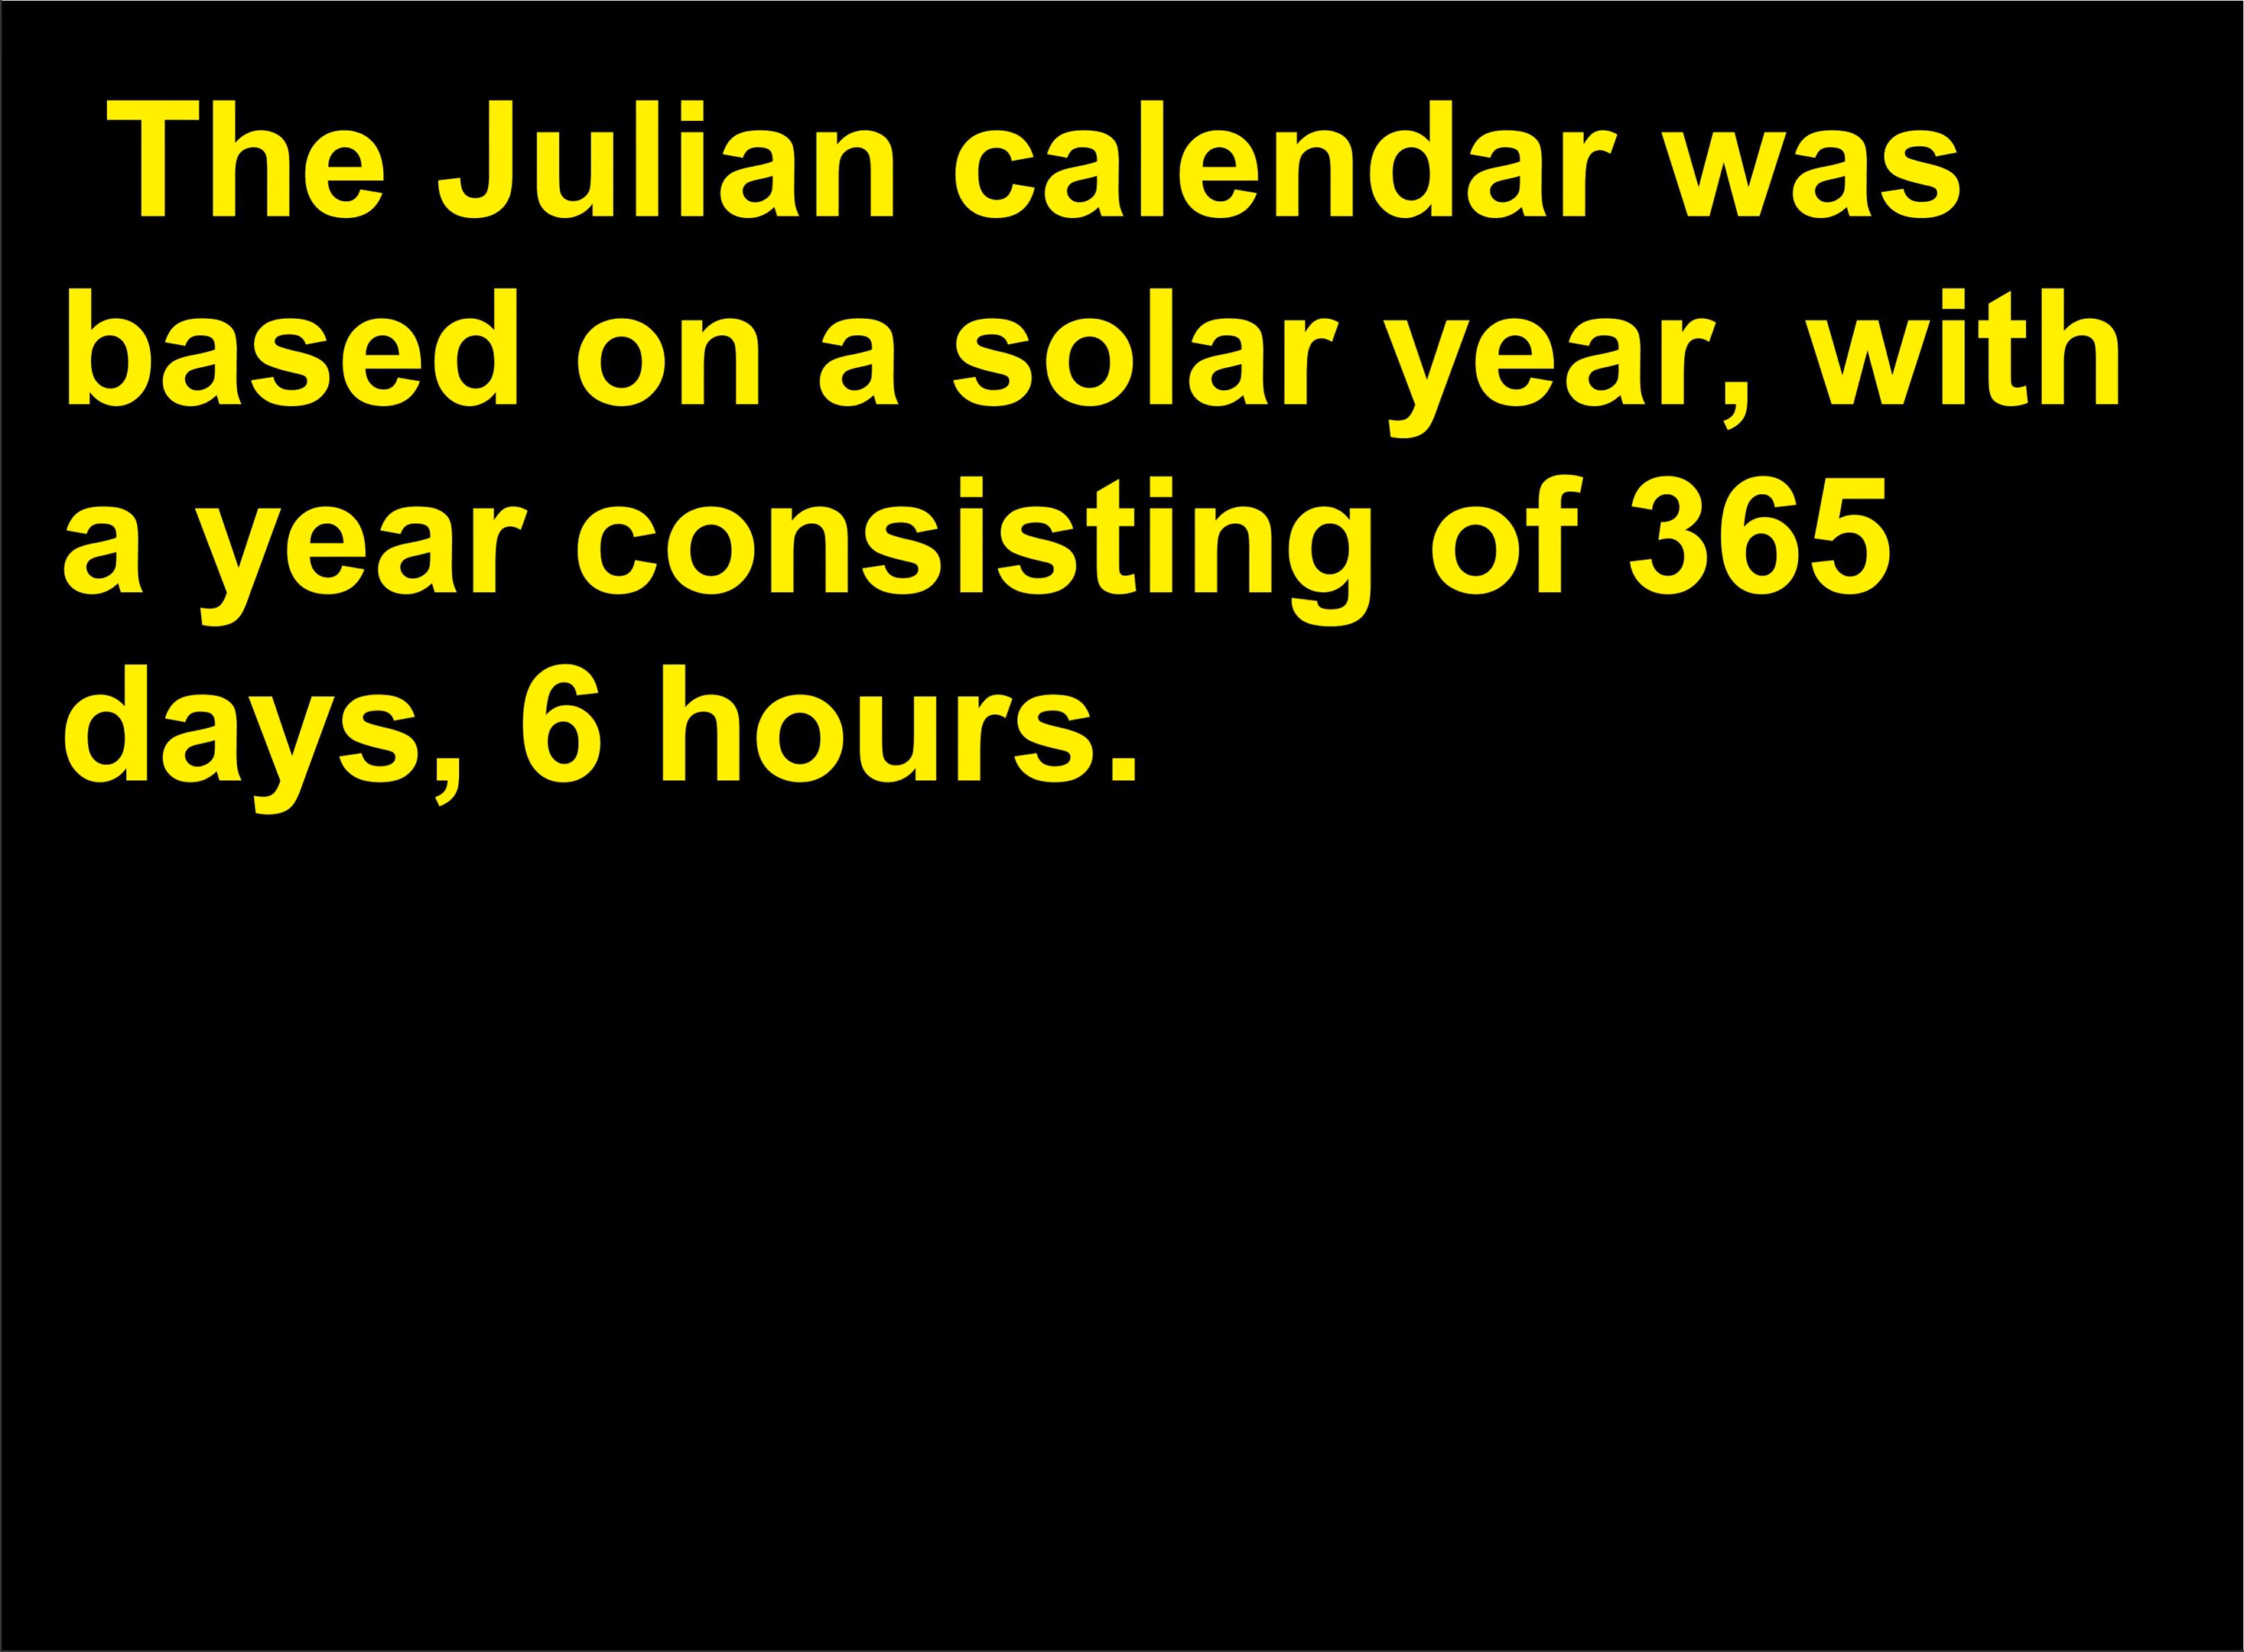 The Julian calendar was
based on a solar year, with
a year consisting of 365
days, 6 hours.